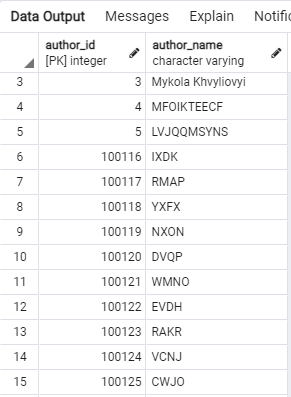 Data Output Messages Explain Notific
author_id author_name
[PK] integer character varying
3 3 Mykola Khvyliovyi
4 4 MFOIKTEECF
5 5 LVJQQMSYNS
6 100116 IXDK
7 100117 RMAP
8 100118 YXFX
9 100119 NXON
10 100120 DVQP
11 100121 WMNO
12 100122 EVDH
13 100123 RAKR
14 100124 VCNJ
15 100125 CWJO